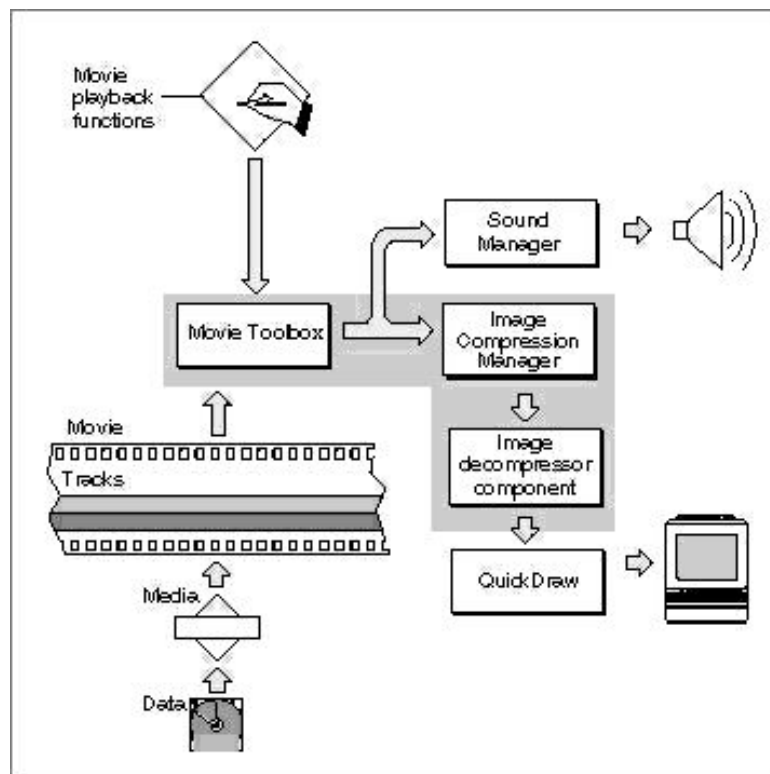 Movie
playback
functions
Sound
Manager
Movie Toolbox
Image
Compression
Manager
Movie
Tracks
Image
decompressor
component
QuickDraw
Media
Data